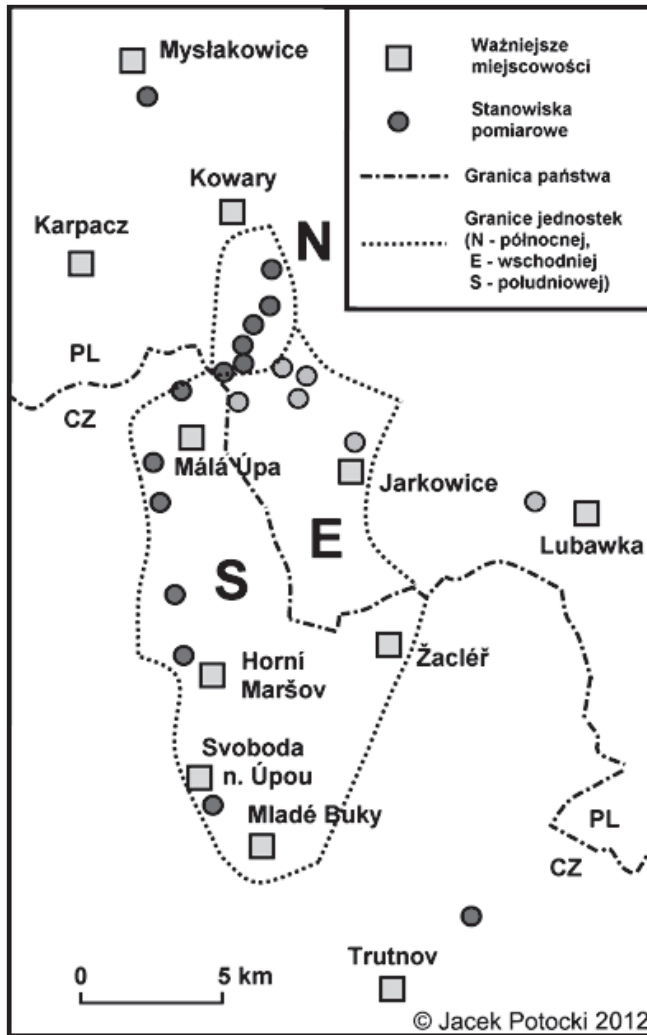 Mysłakowice
Ważniejsze
miejscowości
Stanowiska
pomiarowe
Granica państwa
Granice jednostek
(N - północnej,
E - wschodniej
S - południowej)
Kowary
Karpacz
N
PL
CZ
Málá Úpa
Jarkowice
Lubawka
E
S
Horní
Maršov
Žacléř
Svoboda
n. Úpou
Mladé Buky
PL
CZ
0
5 km
Trutnov
© Jacek Potocki 2012